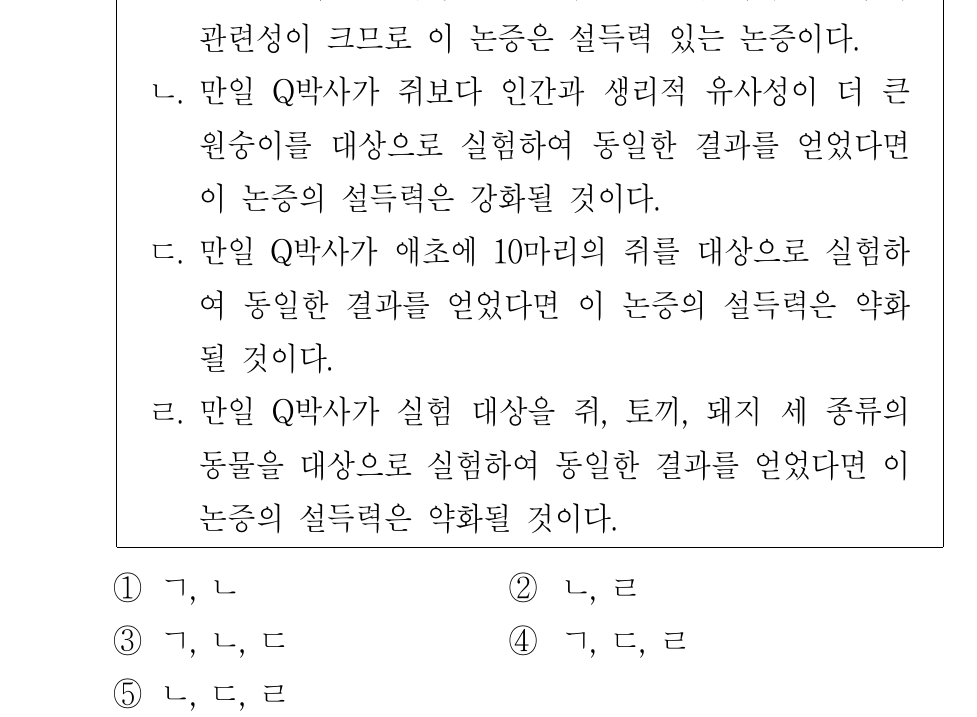 관련성이 크므로 이 논증은 설득력 있는 논증이다.
ㄴ. 만일 Q박사가 쥐보다 인간과 생리적 유사성이 더 큰
원숭이를 대상으로 실험하여 동일한 결과를 얻었다면
이 논증의 설득력은 강화될 것이다.
ㄷ. 만일 Q박사가 애초에 10마리의 쥐를 대상으로 실험하
여 동일한 결과를 얻었다면 이 논증의 설득력은 약화
될 것이다.
ㄹ. 만일 Q박사가 실험 대상을 쥐, 토끼, 돼지 세 종류의
동물을 대상으로 실험하여 동일한 결과를 얻었다면 이
논증의 설득력은 약화될 것이다.
① ㄱ, ㄴ ② ㄴ, ㄹ
③ ㄱ, ㄴ, ㄷ ④ ㄱ, ㄷ, ㄹ
⑤ ㄴ, ㄷ, ㄹ